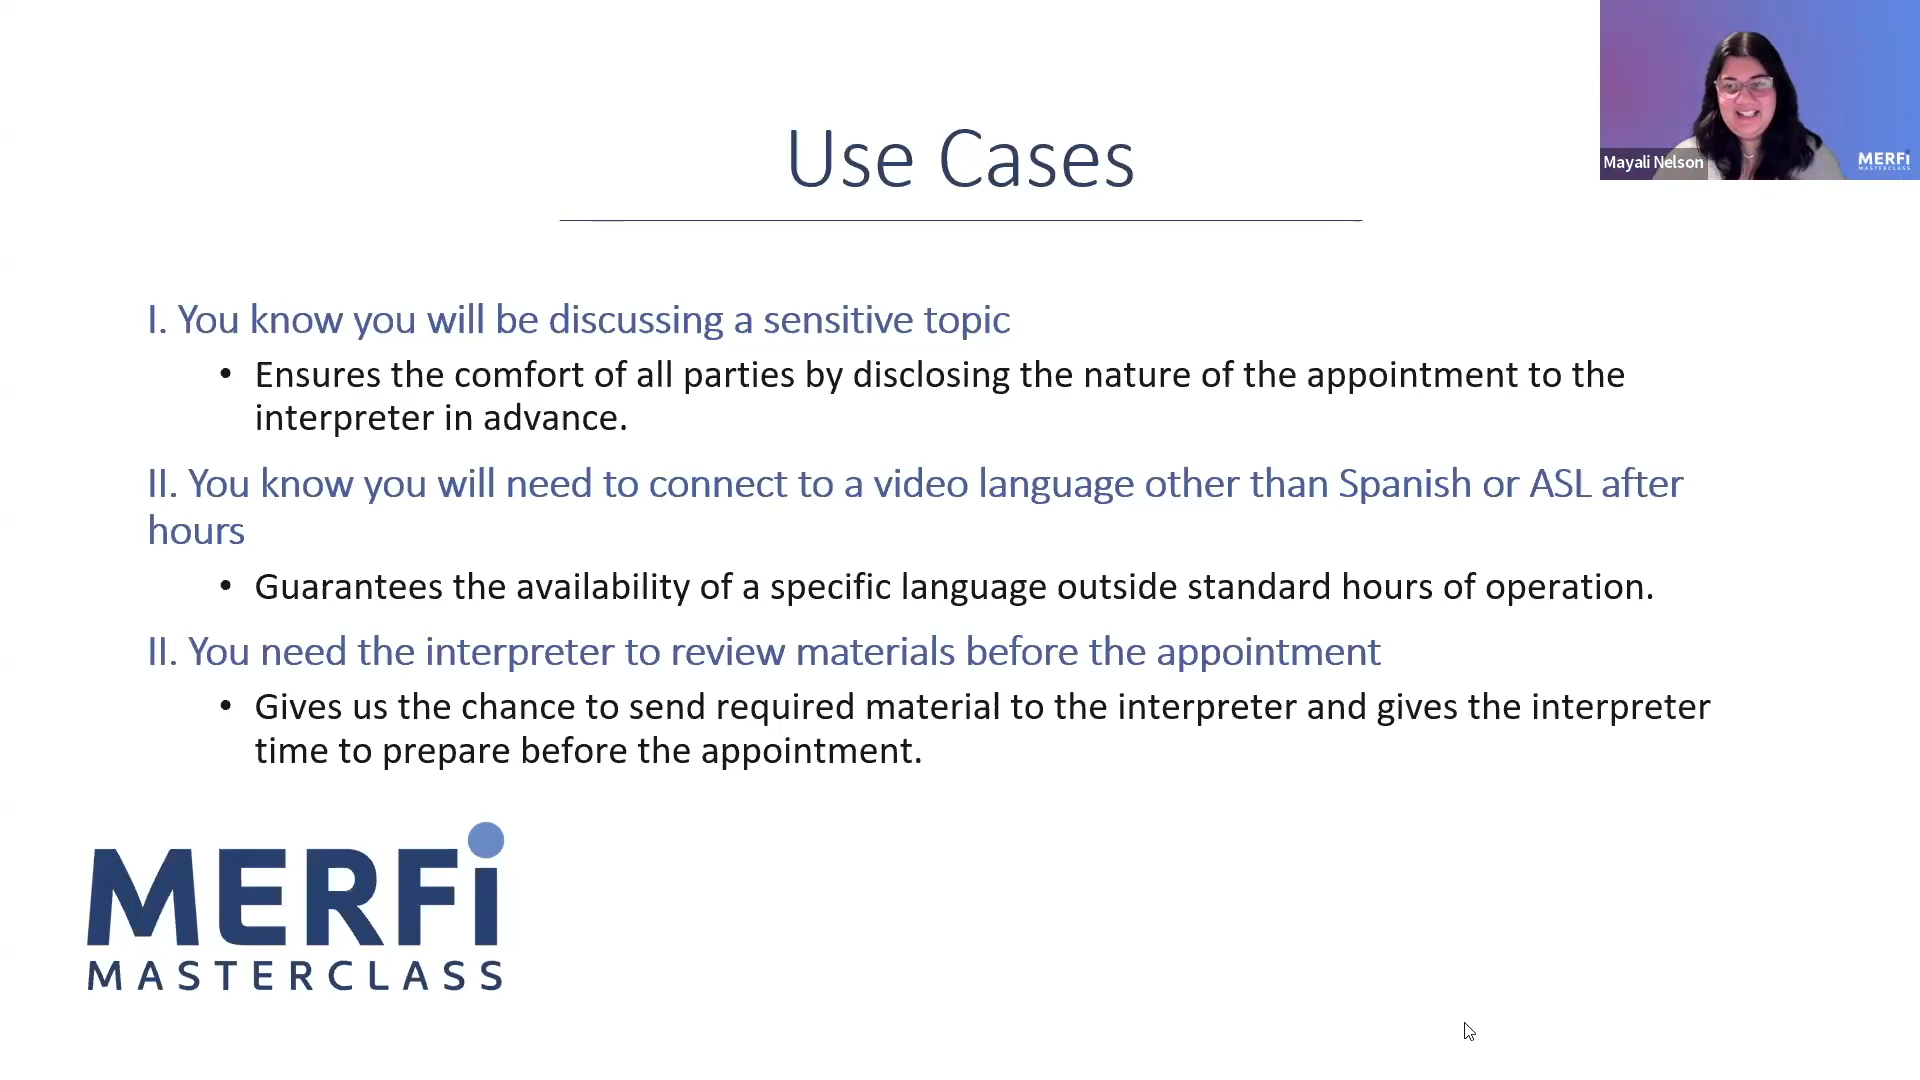 Use Cases
I. You know you will be discussing a sensitive topic
• Ensures the comfort of all parties by disclosing the nature of the appointment to the
interpreter in advance.
II. You know you will need to connect to a video language other than Spanish or ASL after
hours
• Guarantees the availability of a specific language outside standard hours of operation.
II. You need the interpreter to review materials before the appointment
• Gives us the chance to send required material to the interpreter and gives the interpreter
time to prepare before the appointment.
MERFi
MASTERCLASS
Mayali Nelson
MERFi
MASTERCLASS